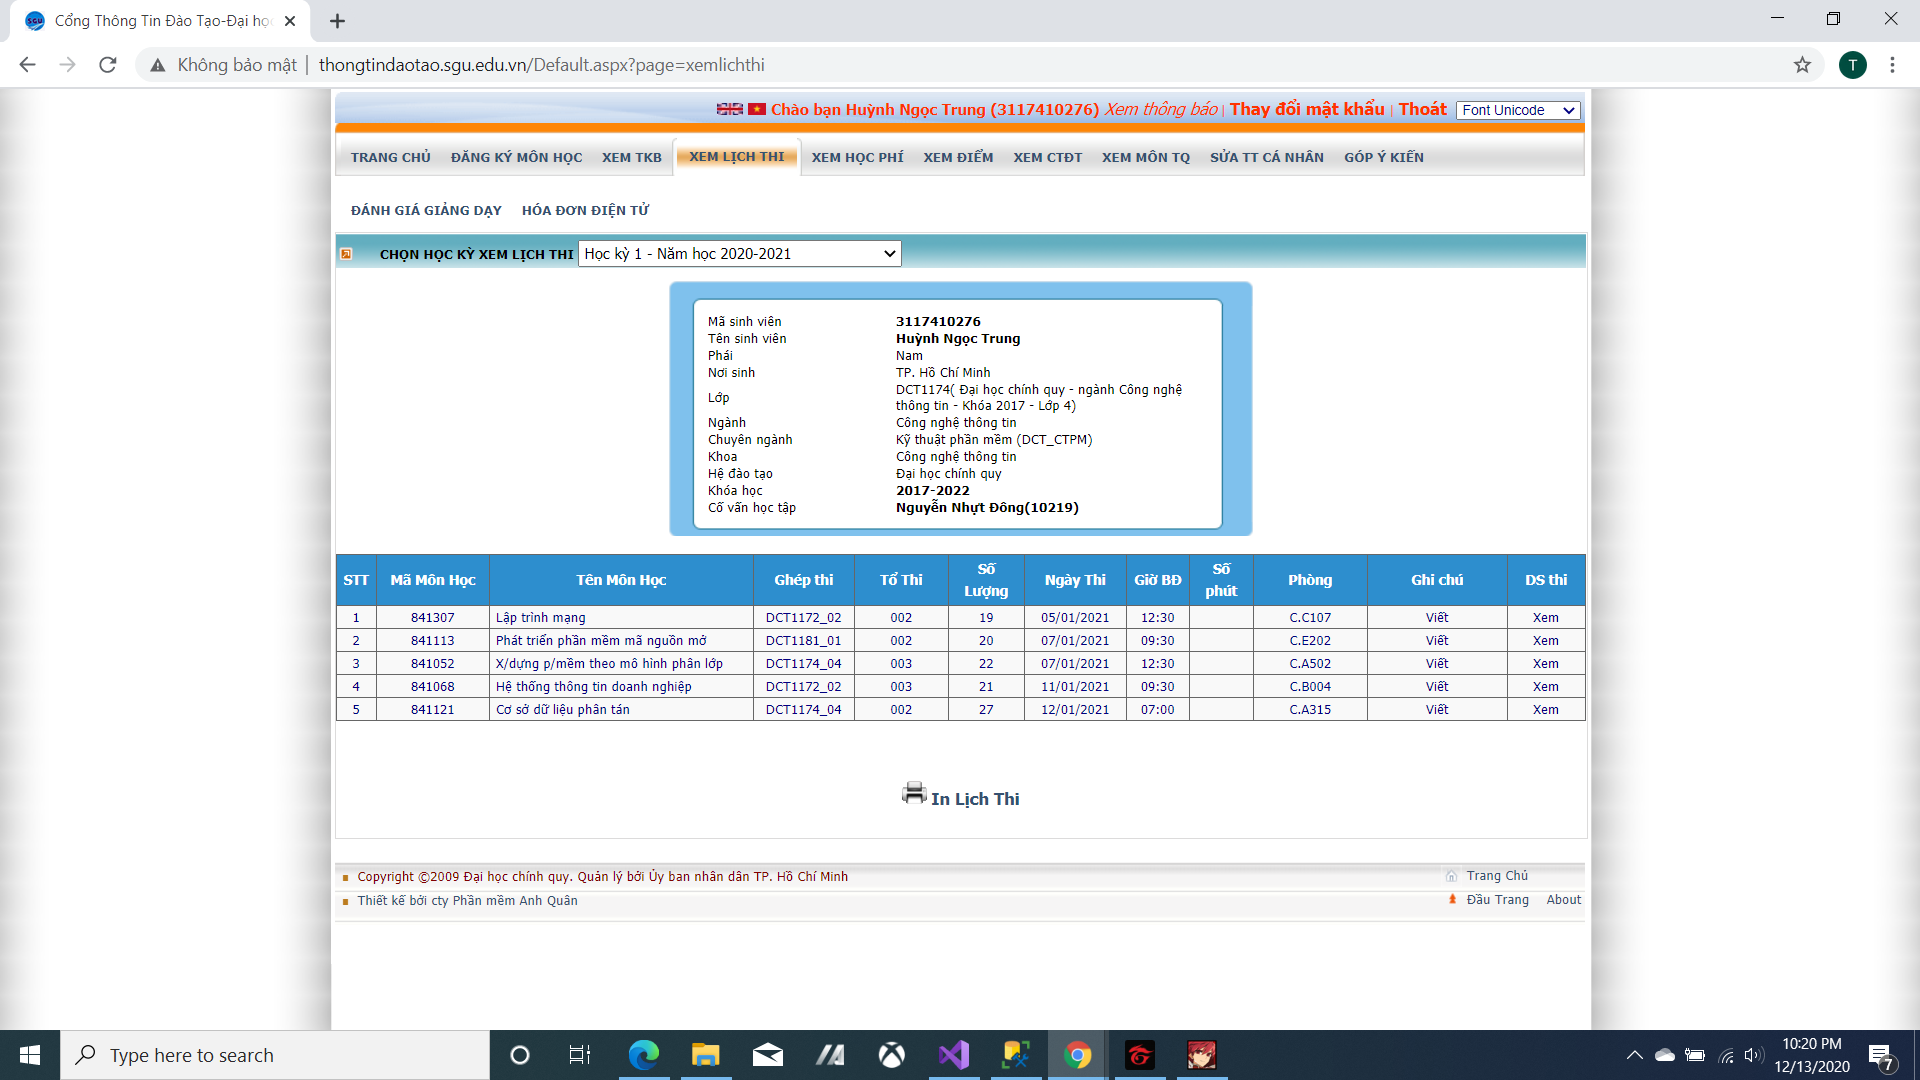 Cổng Thông Tin Đào Tạo-Đại học
Không bảo mật | thongtindaotao.sgu.edu.vn/Default.aspx?page=xemlichthi
T
Chào bạn Huỳnh Ngọc Trung (3117410276) Xem thông báo | Thay đổi mật khẩu | Thoát Font Unicode
TRANG CHỦ ĐĂNG KÝ MÔN HỌC XEM TKB XEM LỊCH THI XEM HỌC PHÍ XEM ĐIỂM XEM CTĐT XEM MÔN TQ SỬA TT CÁ NHÂN GÓP Ý KIẾN
ĐÁNH GIÁ GIẢNG DẠY HÓA ĐƠN ĐIỆN TỬ
CHỌN HỌC KỲ XEM LỊCH THI Học kỳ 1 - Năm học 2020-2021
Mã sinh viên 3117410276
Tên sinh viên Huỳnh Ngọc Trung
Phái Nam
Nơi sinh TP. Hồ Chí Minh
Lớp DCT1174( Đại học chính quy - ngành Công nghệ
thông tin - Khóa 2017 - Lớp 4)
Ngành Công nghệ thông tin
Chuyên ngành Kỹ thuật phần mềm (DCT_CTPM)
Khoa Công nghệ thông tin
Hệ đào tạo Đại học chính quy
Khóa học 2017-2022
Cố vấn học tập Nguyễn Nhựt Đông(10219)
STT Mã Môn Học Tên Môn Học Ghép thi Tổ Thi Số Lượng Ngày Thi Giờ BĐ Số phút Phòng Ghi chú DS thi
1 841307 Lập trình mạng DCT1172_02 002 19 05/01/2021 12:30 C.C107 Viết Xem
2 841113 Phát triển phần mềm mã nguồn mở DCT1181_01 002 20 07/01/2021 09:30 C.E202 Viết Xem
3 841052 X/dựng p/mềm theo mô hình phân lớp DCT1174_04 003 22 07/01/2021 12:30 C.A502 Viết Xem
4 841068 Hệ thống thông tin doanh nghiệp DCT1172_02 003 21 11/01/2021 09:30 C.B004 Viết Xem
5 841121 Cơ sở dữ liệu phân tán DCT1174_04 002 27 12/01/2021 07:00 C.A315 Viết Xem
In Lịch Thi
Copyright ©2009 Đại học chính quy. Quản lý bởi Ủy ban nhân dân TP. Hồ Chí Minh Trang Chủ
Thiết kế bởi cty Phần mềm Anh Quân Đầu Trang About
Type here to search
10:20 PM
12/13/2020
7